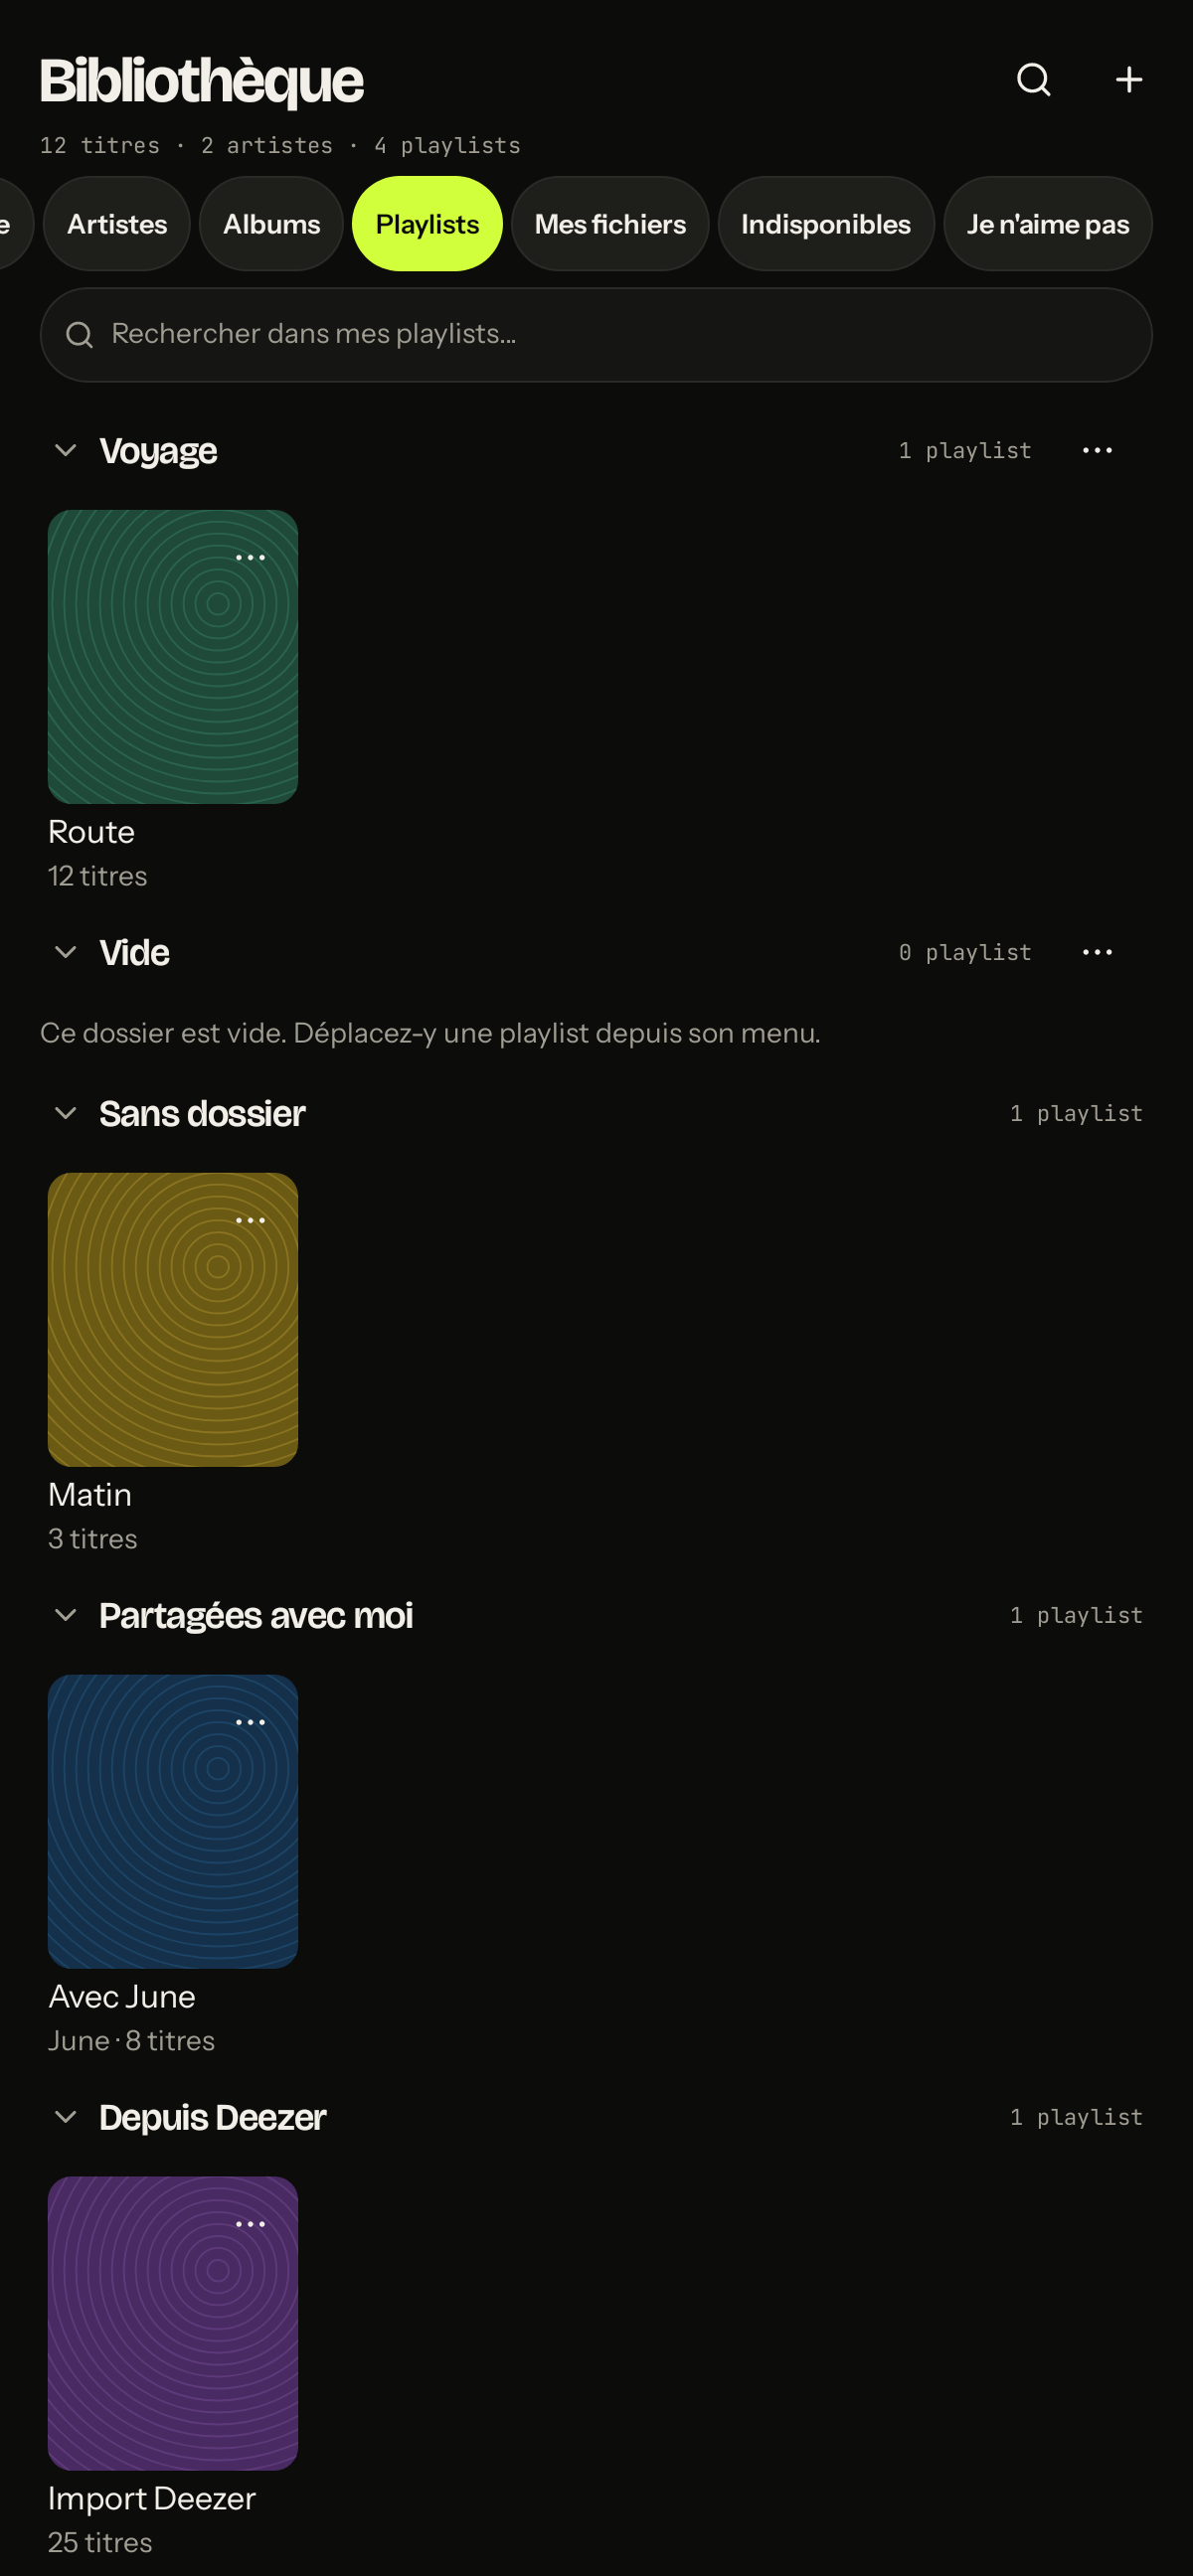 Bibliothèque
12 titres · 2 artistes · 4 playlists
e Artistes Albums Playlists Mes fichiers Indisponibles Je n'aime pas
Rechercher dans mes playlists...
Voyage 1 playlist
Route
12 titres
Vide 0 playlist
Ce dossier est vide. Déplacez-y une playlist depuis son menu.
Sans dossier 1 playlist
Matin
3 titres
Partagées avec moi 1 playlist
Avec June
June · 8 titres
Depuis Deezer 1 playlist
Import Deezer
25 titres